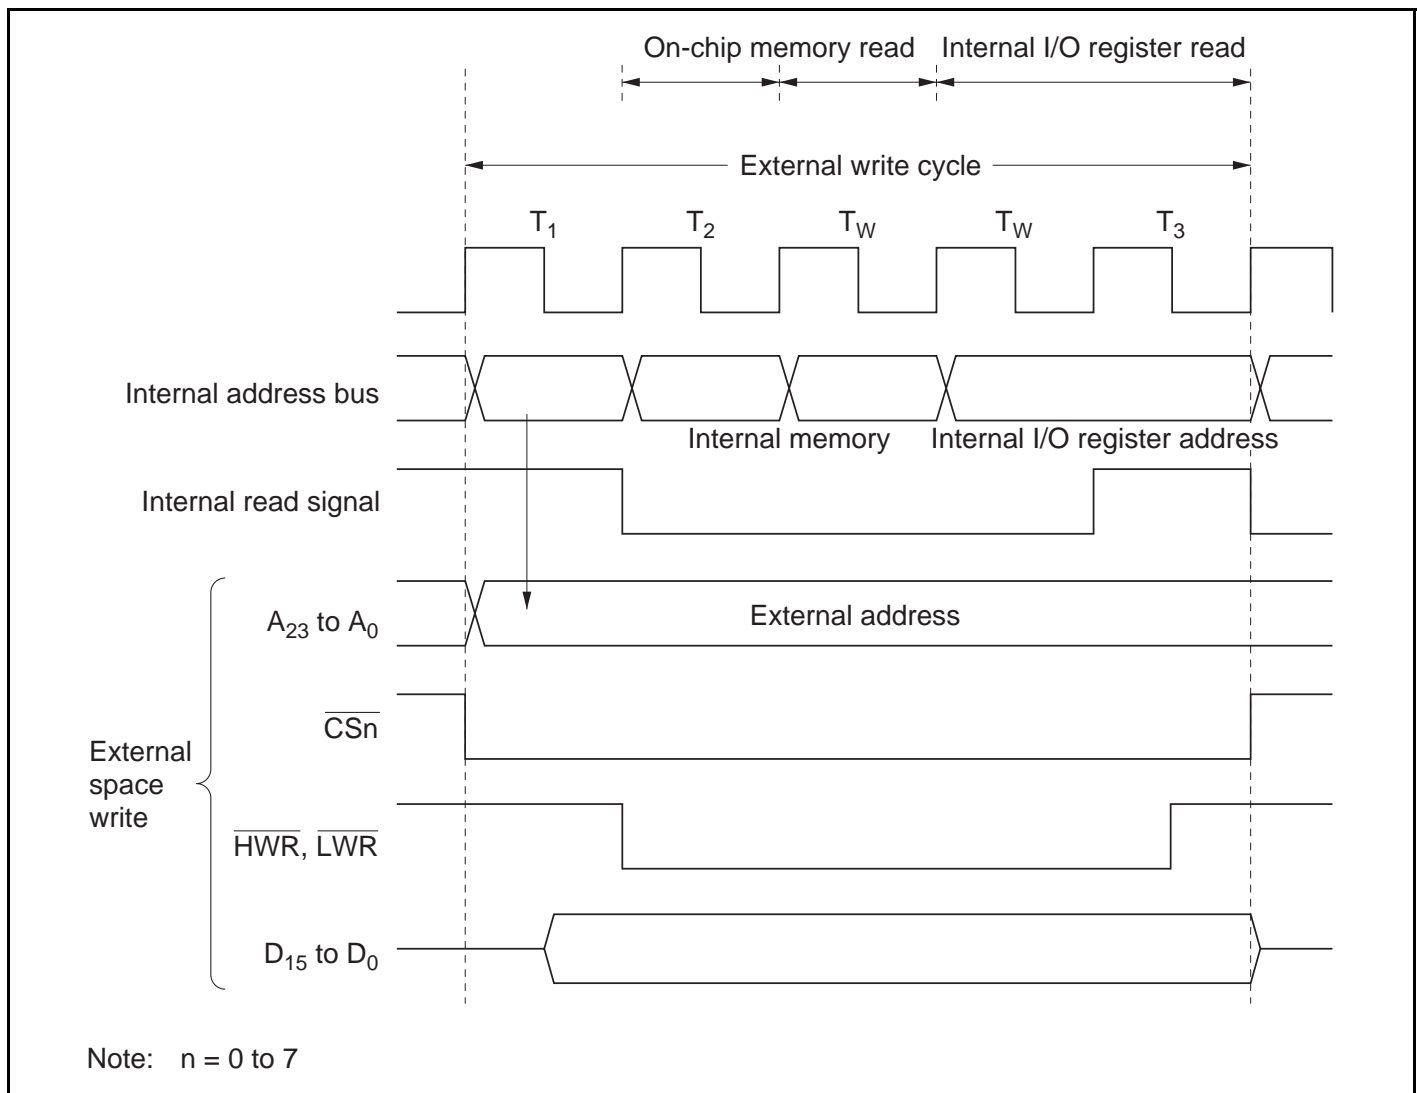 On-chip memory read Internal I/O register read
External write cycle
T1 T2 TW TW T3
Internal address bus
Internal memory Internal I/O register address
Internal read signal
A23 to A0
External address
CSn
External
space
write
HWR, LWR
D15 to D0
Note: n = 0 to 7